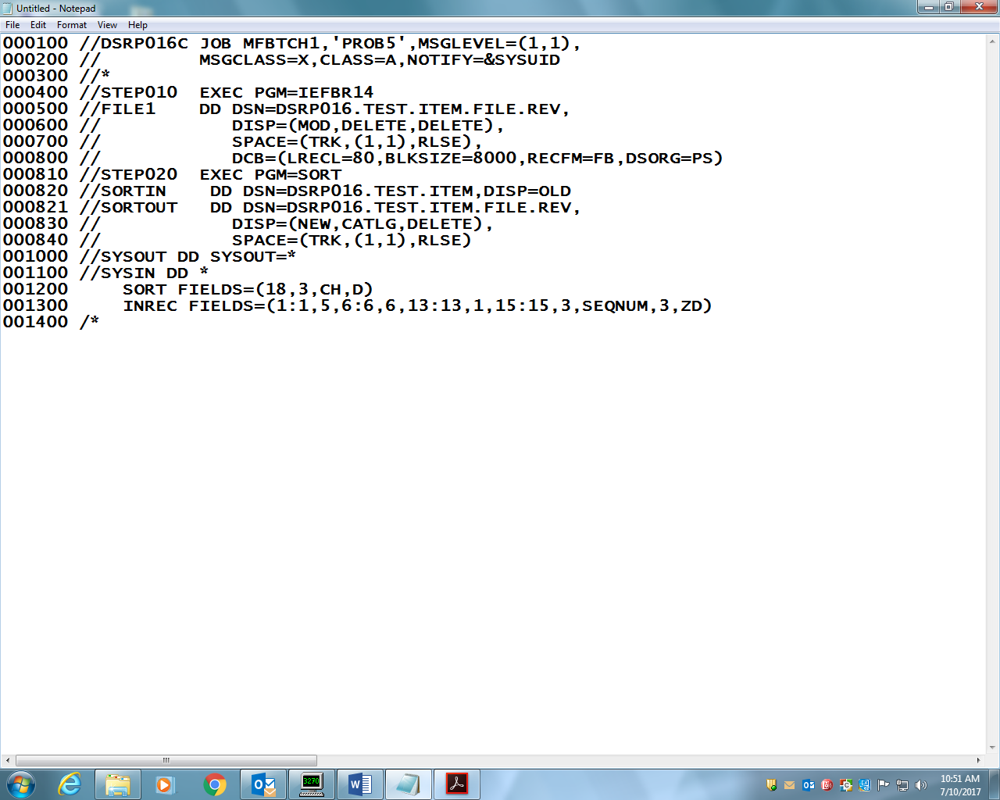 Untitled - Notepad
File Edit Format View Help
000100 //DSRP016C JOB MFBTCH1,'PROB5',MSGLEVEL=(1,1),
000200 //         MSGCLASS=X,CLASS=A,NOTIFY=&SYSUID
000300 //*
000400 //STEP010  EXEC PGM=IEFBR14
000500 //FILE1    DD DSN=DSRP016.TEST.ITEM.FILE.REV,
000600 //            DISP=(MOD,DELETE,DELETE),
000700 //            SPACE=(TRK,(1,1),RLSE),
000800 //            DCB=(LRECL=80,BLKSIZE=8000,RECFM=FB,DSORG=PS)
000810 //STEP020  EXEC PGM=SORT
000820 //SORTIN    DD DSN=DSRP016.TEST.ITEM,DISP=OLD
000821 //SORTOUT   DD DSN=DSRP016.TEST.ITEM.FILE.REV,
000830 //            DISP=(NEW,CATLG,DELETE),
000840 //            SPACE=(TRK,(1,1),RLSE)
001000 //SYSOUT DD SYSOUT=*
001100 //SYSIN DD *
001200     SORT FIELDS=(18,3,CH,D)
001300     INREC FIELDS=(1:1,5,6:6,6,13:13,1,15:15,3,SEQNUM,3,ZD)
001400 /*
3270
10:51 AM
7/10/2017